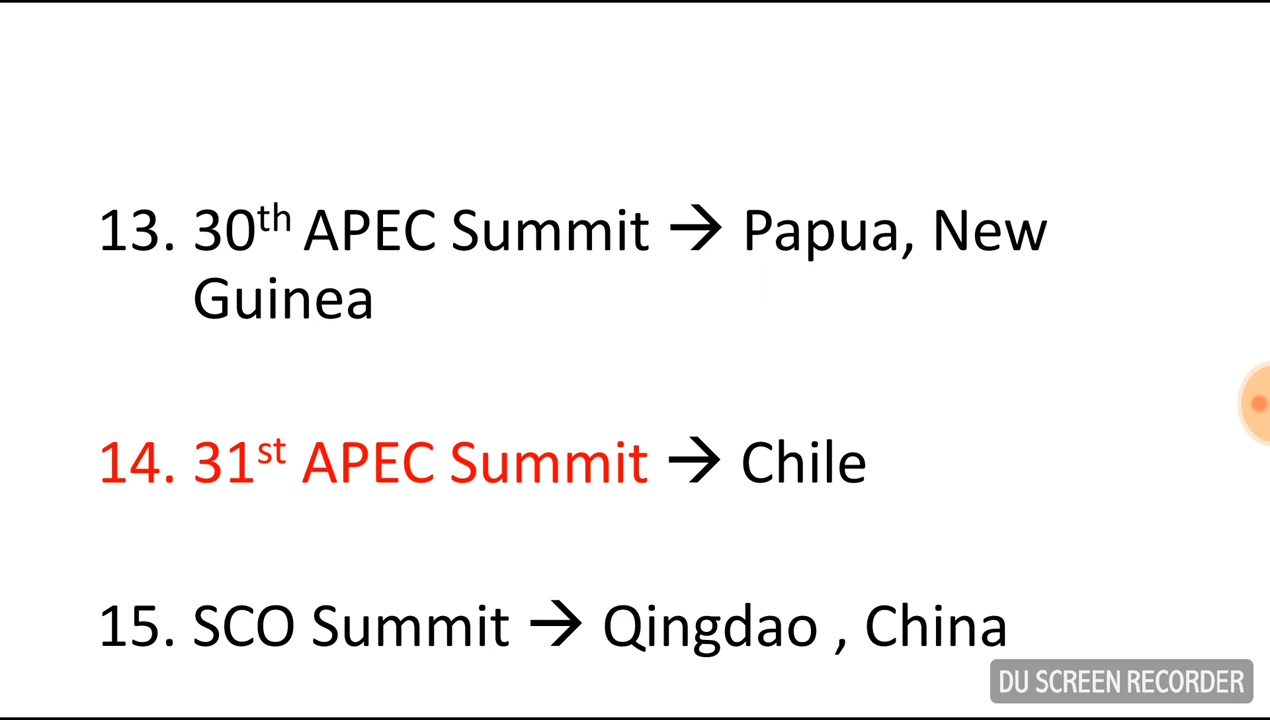 13. 30th APEC Summit → Papua, New
Guinea
14. 31st APEC Summit → Chile
15. SCO Summit → Qingdao , China
DU SCREEN RECORDER